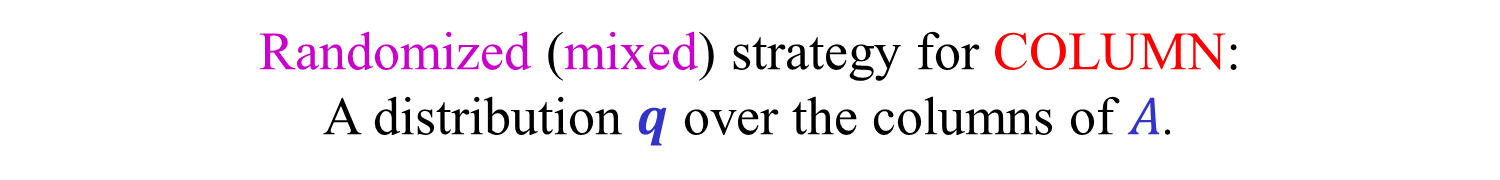 Randomized (mixed) strategy for COLUMN:
A distribution q over the columns of A.